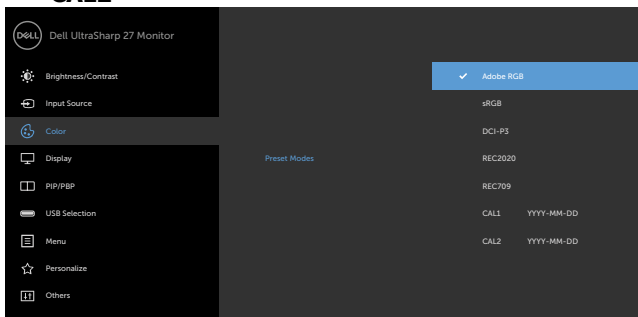 DELL
Dell UltraSharp 27 Monitor
Brightness/Contrast
Input Source
Color
Display
PIP/PBP
USB Selection
Menu
Personalize
Others
Preset Modes
Adobe RGB
sRGB
DCI-P3
REC2020
REC709
CAL1 YYYY-MM-DD
CAL2 YYYY-MM-DD